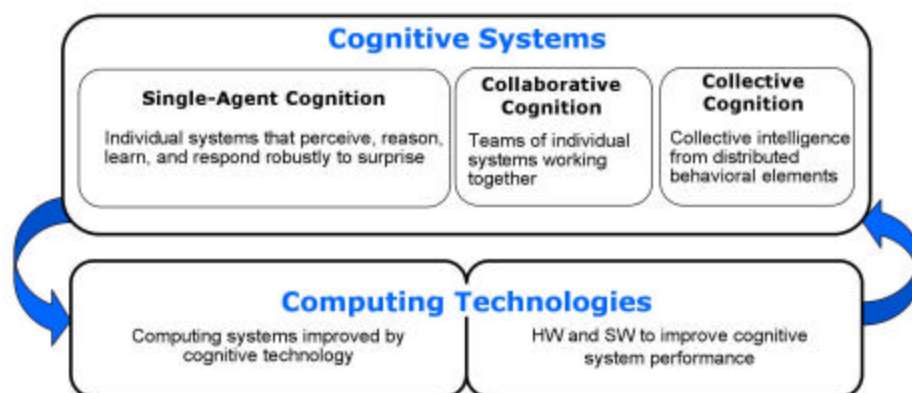 Cognitive Systems
Single-Agent Cognition
Individual systems that perceive, reason,
learn, and respond robustly to surprise
Collaborative
Cognition
Teams of individual
systems working
together
Collective
Cognition
Collective intelligence
from distributed
behavioral elements
Computing Technologies
Computing systems improved by
cognitive technology
HW and SW to improve cognitive
system performance